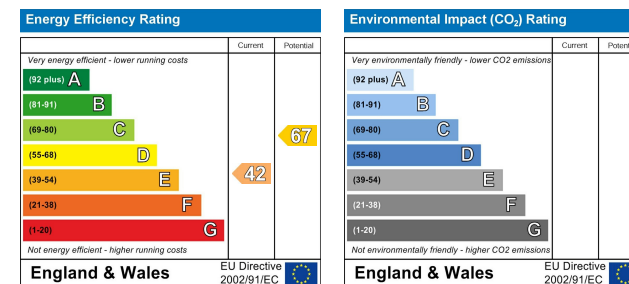 Energy Efficiency Rating
Current Potential
Very energy efficient - lower running costs
(92 plus) A
(81-91) B
(69-80) C
67
(55-68) D
(39-54) E
42
(21-38) F
(1-20) G
Not energy efficient - higher running costs
England & Wales
EU Directive
2002/91/EC
Environmental Impact (CO₂) Rating
Current Potent
Very environmentally friendly - lower CO2 emissions
(92 plus) A
(81-91) B
(69-80) C
(55-68) D
(39-54) E
(21-38) F
(1-20) G
Not environmentally friendly - higher CO2 emissions
England & Wales
EU Directive
2002/91/EC